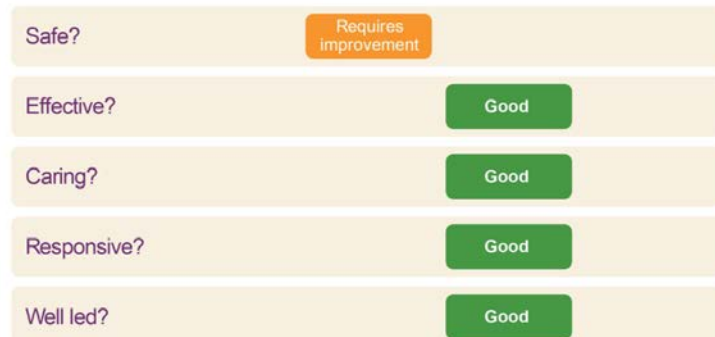 Safe?
Requires
improvement
Effective?
Good
Caring?
Good
Responsive?
Good
Well led?
Good